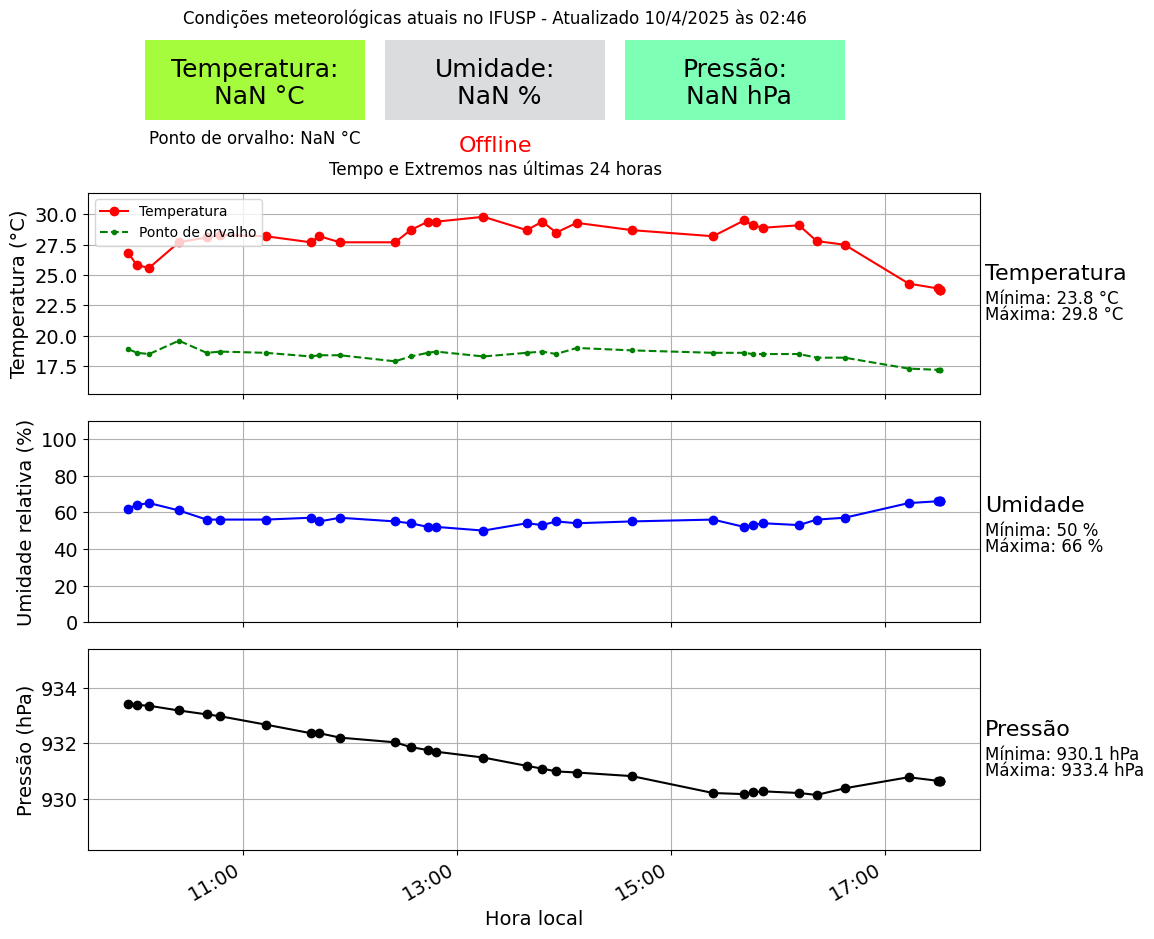 Condições meteorológicas atuais no IFUSP - Atualizado 10/4/2025 às 02:46
Temperatura:
NaN °C
Umidade:
NaN %
Pressão:
NaN hPa
Ponto de orvalho: NaN °C
Offline
Tempo e Extremos nas últimas 24 horas
Temperatura (°C)
30.0
27.5
25.0
22.5
20.0
17.5
Temperatura
Ponto de orvalho
Temperatura
Mínima: 23.8 °C
Máxima: 29.8 °C
Umidade relativa (%)
100
80
60
40
20
0
Umidade
Mínima: 50 %
Máxima: 66 %
Pressão (hPa)
934
932
930
Pressão
Mínima: 930.1 hPa
Máxima: 933.4 hPa
11:00
13:00
15:00
17:00
Hora local